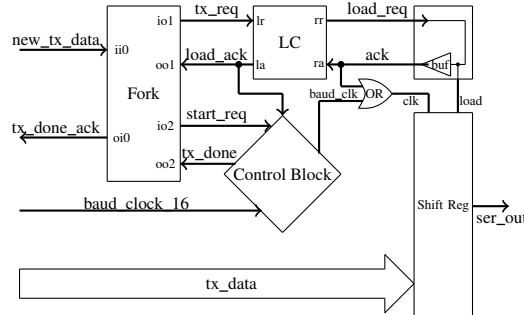 io1 tx_req lr LC rr load_req
new_tx_data ii0
oo1 load_ack la ra ack buf
Fork
baud_clk OR clk load
tx_done_ack oi0 io2 start_req
oo2 tx_done
Control Block
baud_clock_16
Shift Reg
ser_out
tx_data